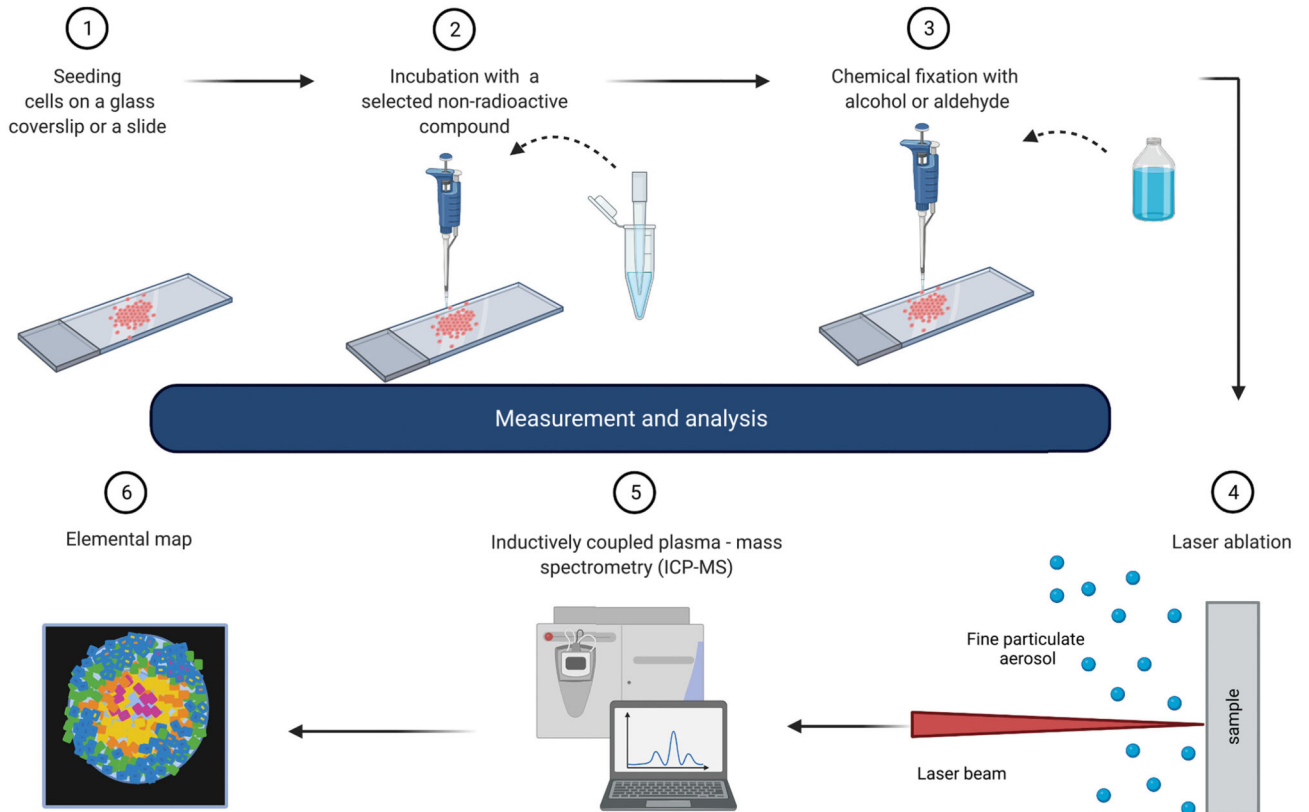 1
Seeding
cells on a glass
coverslip or a slide
2
Incubation with a
selected non-radioactive
compound
3
Chemical fixation with
alcohol or aldehyde
Measurement and analysis
4
Laser ablation
Fine particulate
aerosol
sample
Laser beam
5
Inductively coupled plasma - mass
spectrometry (ICP-MS)
6
Elemental map